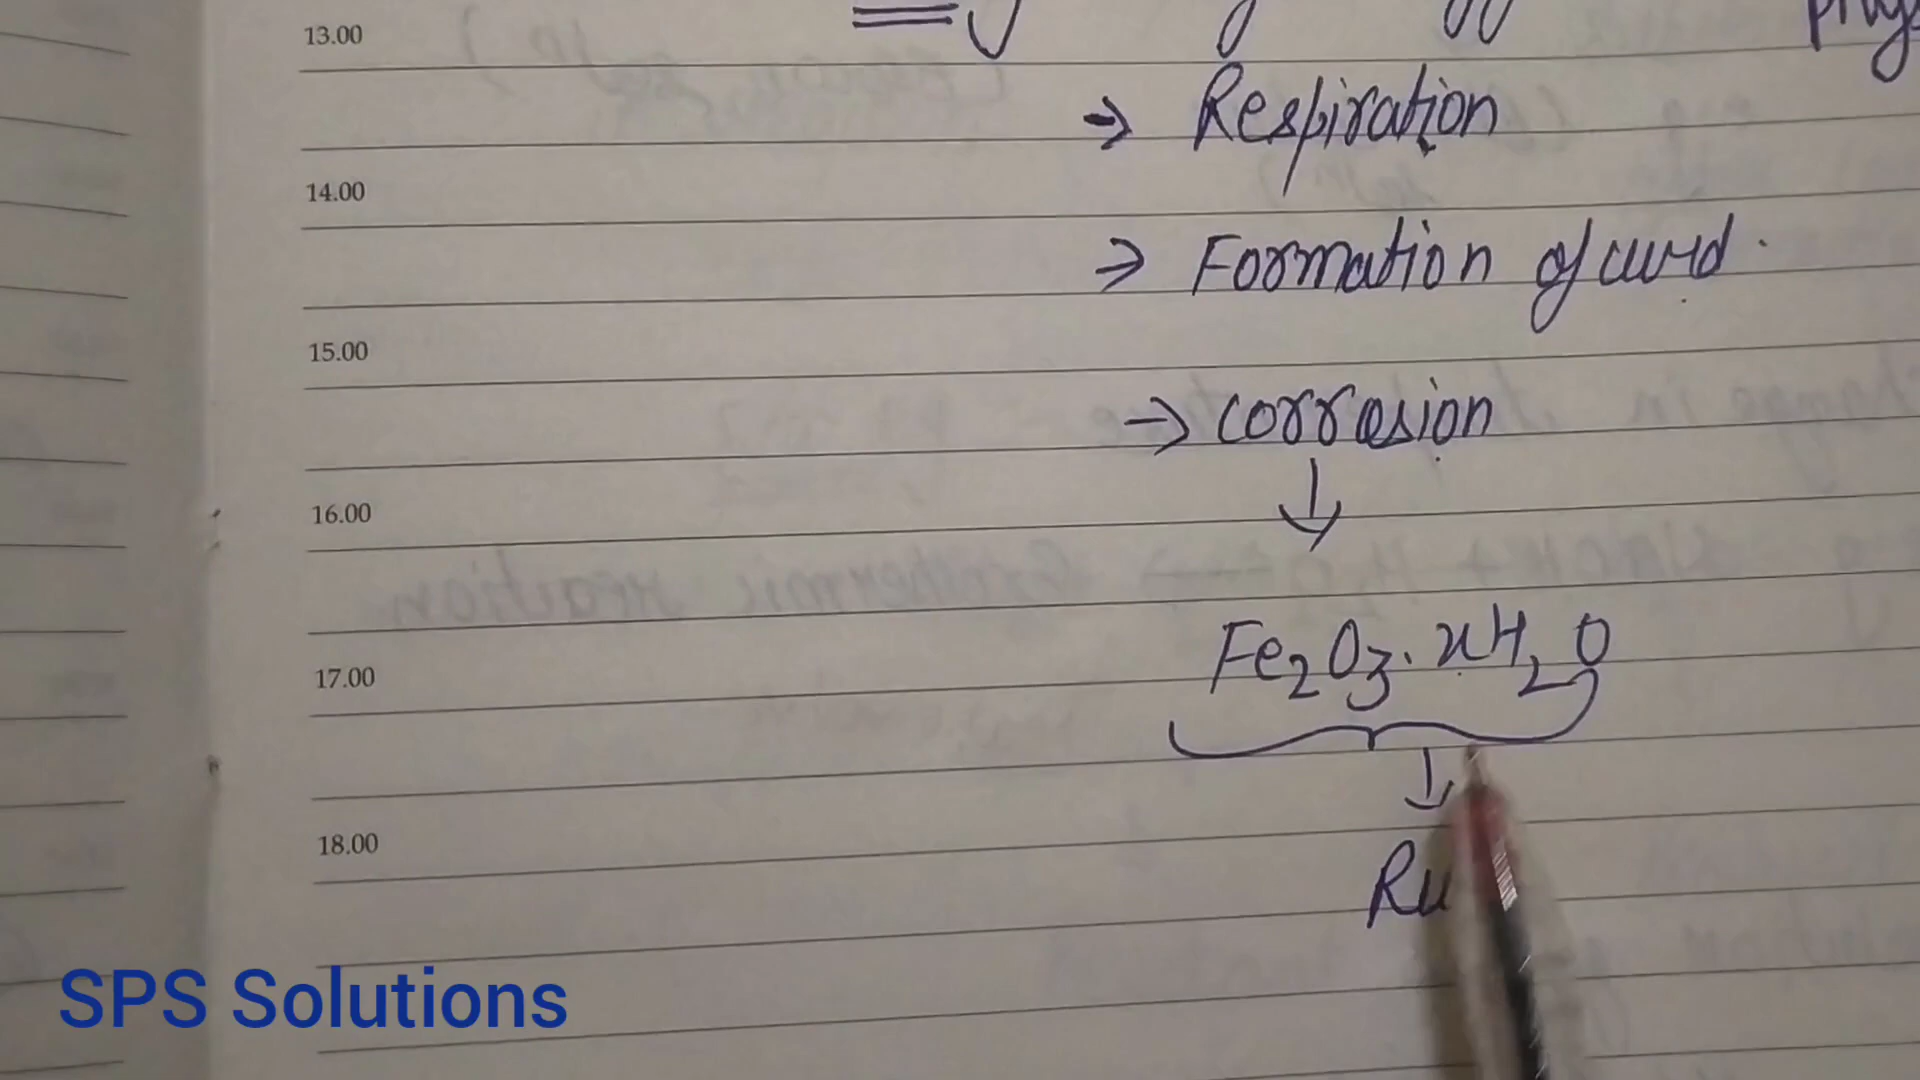 13.00
→ Respiration
14.00
→ Formation of curd.
15.00
→ corrosion
↓
16.00
Fe₂O₃.xH₂O
17.00
↓
18.00
Ru
SPS Solutions